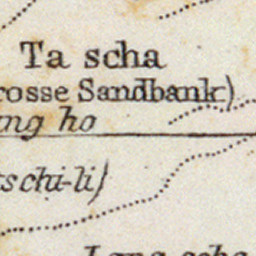 Ta scha
rosse Sandbank)
ng ho
schi-li)